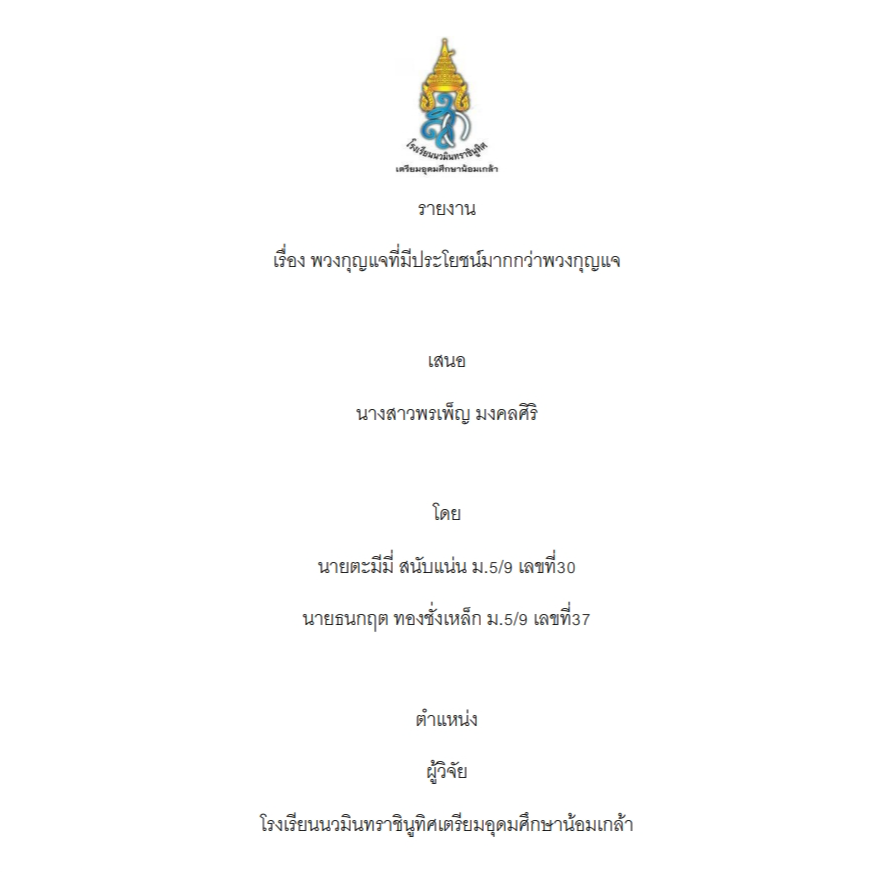 โรงเรียนนวมินทราชินูทิศ
เตรียมอุดมศึกษาน้อมเกล้า
รายงาน
เรื่อง พวงกุญแจที่มีประโยชน์มากกว่าพวงกุญแจ
เสนอ
นางสาวพรเพ็ญ มงคลศิริ
โดย
นายตะมีมี่ สนับแน่น ม.5/9 เลขที่30
นายธนกฤต ทองชั่งเหล็ก ม.5/9 เลขที่37
ตำแหน่ง
ผู้วิจัย
โรงเรียนนวมินทราชินูทิศเตรียมอุดมศึกษาน้อมเกล้า